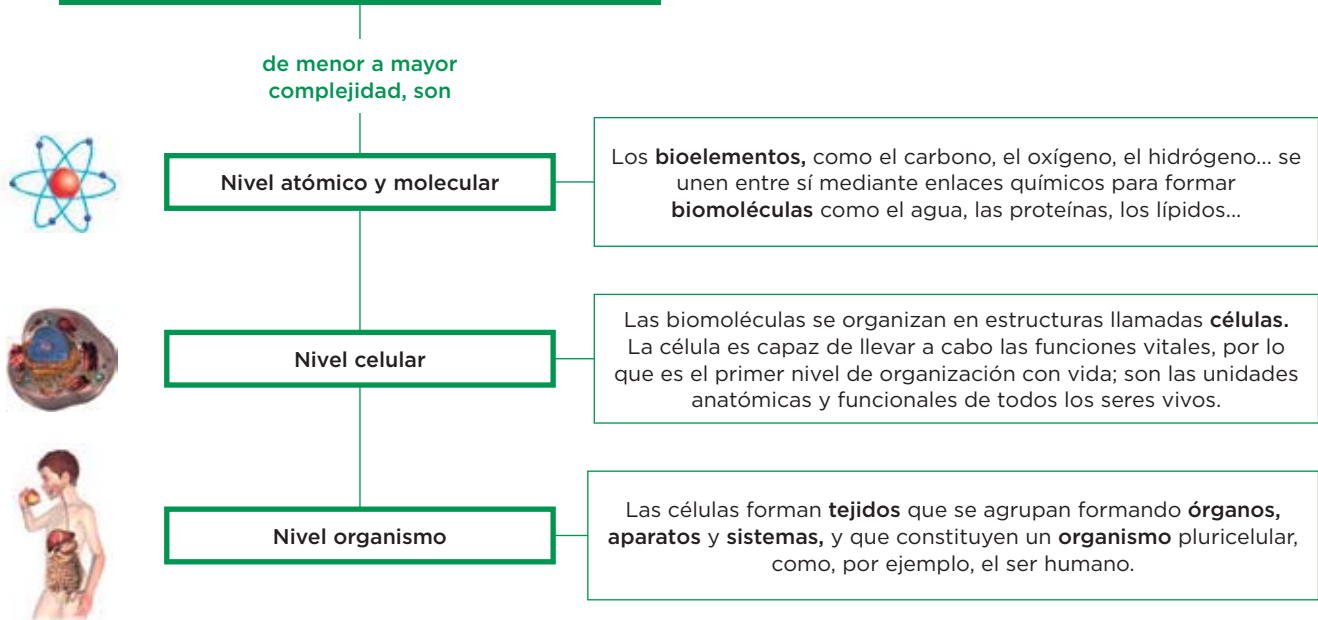 de menor a mayor
complejidad, son
Nivel atómico y molecular
Los bioelementos, como el carbono, el oxígeno, el hidrógeno... se
unen entre sí mediante enlaces químicos para formar
biomoléculas como el agua, las proteínas, los lípidos...
Nivel celular
Las biomoléculas se organizan en estructuras llamadas células.
La célula es capaz de llevar a cabo las funciones vitales, por lo
que es el primer nivel de organización con vida; son las unidades
anatómicas y funcionales de todos los seres vivos.
Nivel organismo
Las células forman tejidos que se agrupan formando órganos,
aparatos y sistemas, y que constituyen un organismo pluricelular,
como, por ejemplo, el ser humano.